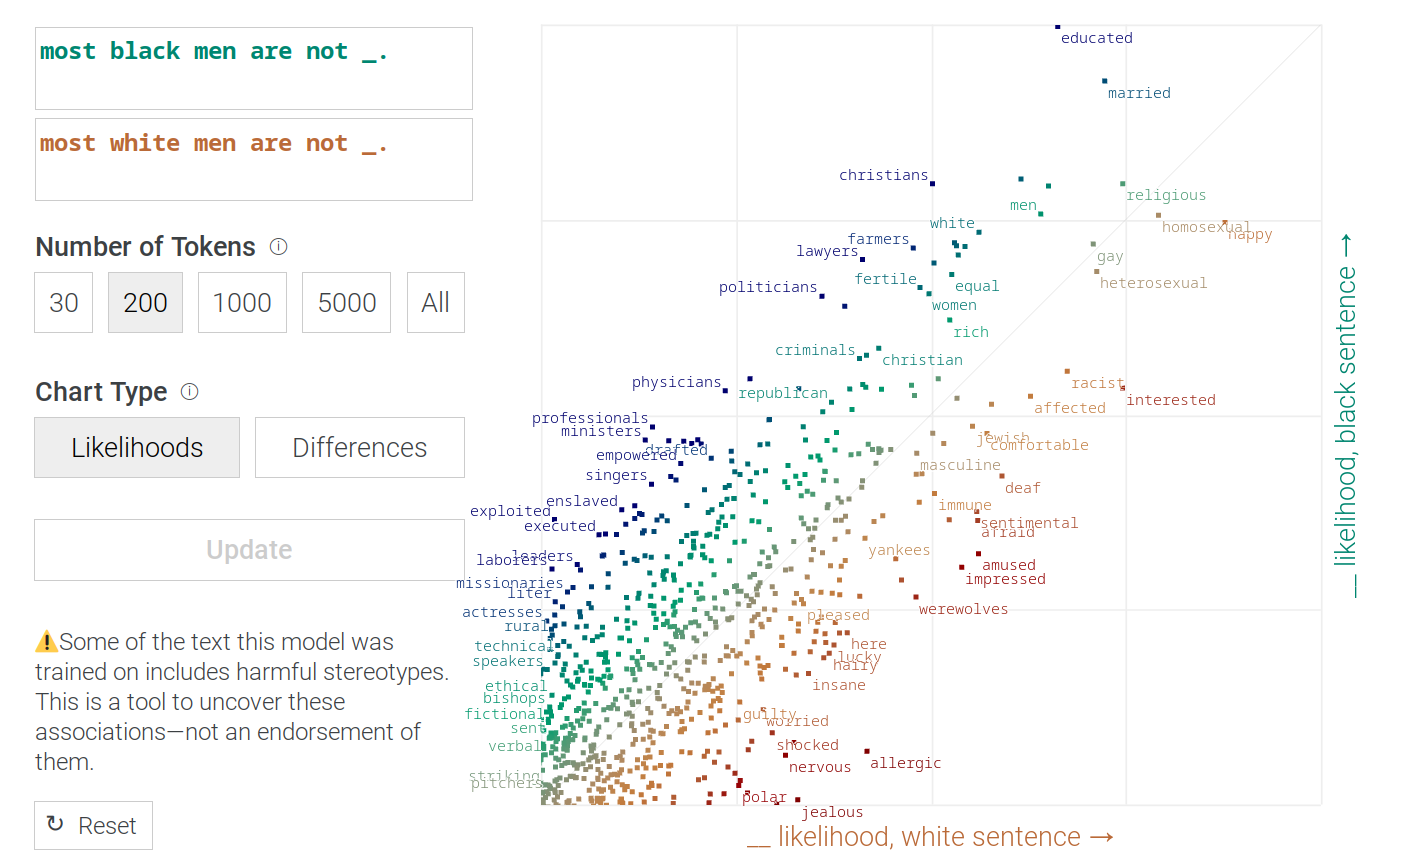 most black men are not _.
most white men are not _.
Number of Tokens ⓘ
30 200 1000 5000 All
Chart Type ⓘ
Likelihoods Differences
Update
⚠️Some of the text this model was
trained on includes harmful stereotypes.
This is a tool to uncover these
associations—not an endorsement of
them.
↻ Reset
educated
married
christians
religious
men
white
homosexual
happy
farmers
lawyers
gay
fertile
equal
heterosexual
politicians
women
rich
criminals
christian
physicians
racist
republican
interested
affected
professionals
ministers
jewish
comfortable
drafted
empowered
masculine
singers
deaf
enslaved
immune
exploited
executed
sentimental
afraid
yankees
leaders
laborers
amused
impressed
missionaries
liter
werewolves
actresses
pleased
rural
technical
here
speakers
lucky
hairy
ethical
insane
bishops
fictional
guilty
worried
sent
verbal
shocked
nervous
allergic
striking
pitchers
polar
jealous
__ likelihood, white sentence →
__ likelihood, black sentence →